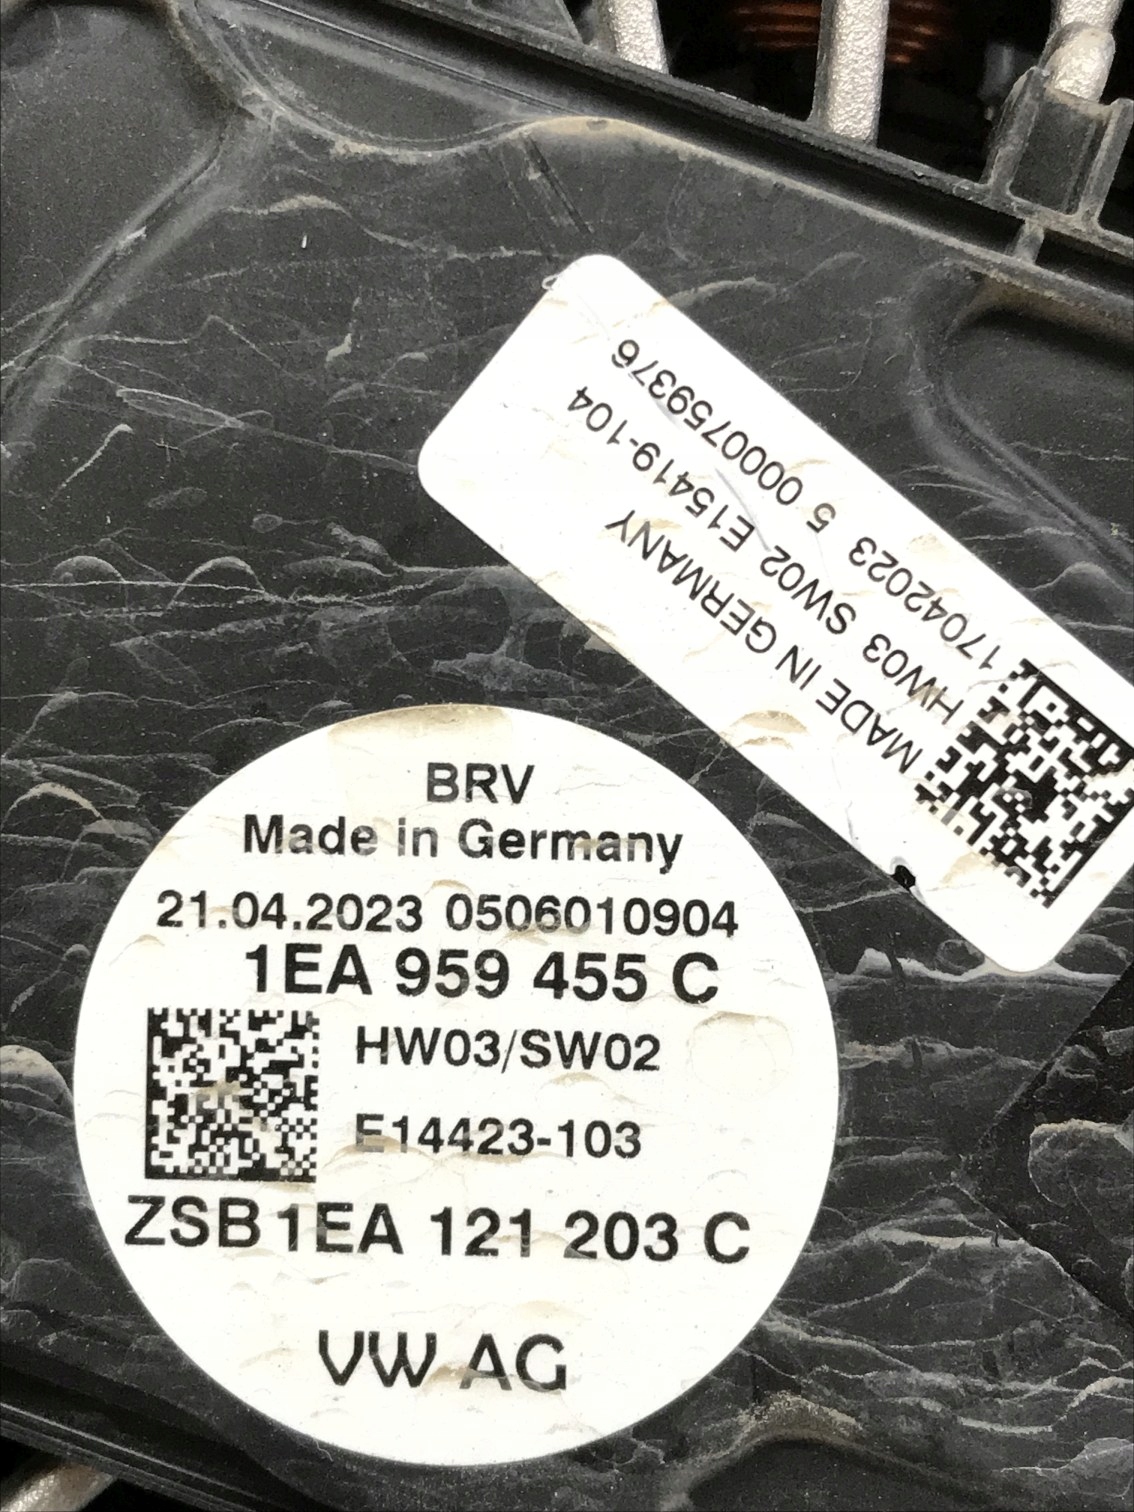 17042023 5 00007759376
HW03 SW02 E15419-104
MADE IN GERMANY
BRV
Made in Germany
21.04.2023 0506010904
1EA 959 455 C
HW03/SW02
E14423-103
ZSB 1EA 121 203 C
VW AG